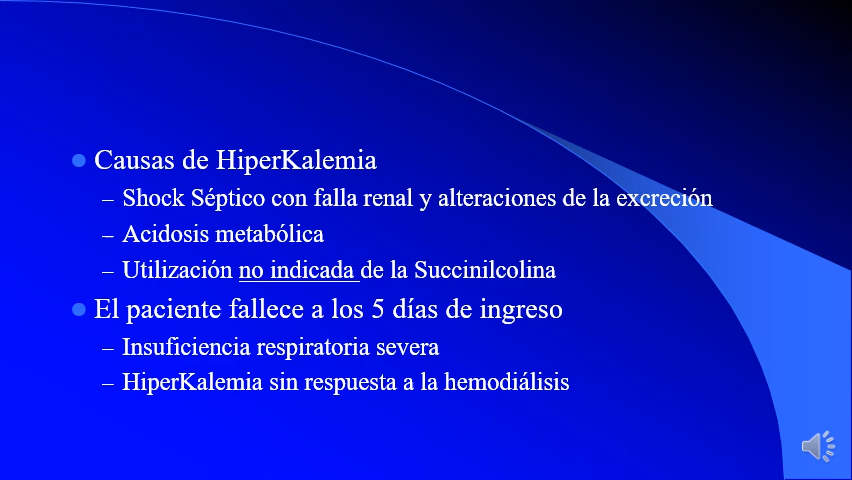 Causas de HiperKalemia
– Shock Séptico con falla renal y alteraciones de la excreción
– Acidosis metabólica
– Utilización no indicada de la Succinilcolina
El paciente fallece a los 5 días de ingreso
– Insuficiencia respiratoria severa
– HiperKalemia sin respuesta a la hemodiálisis